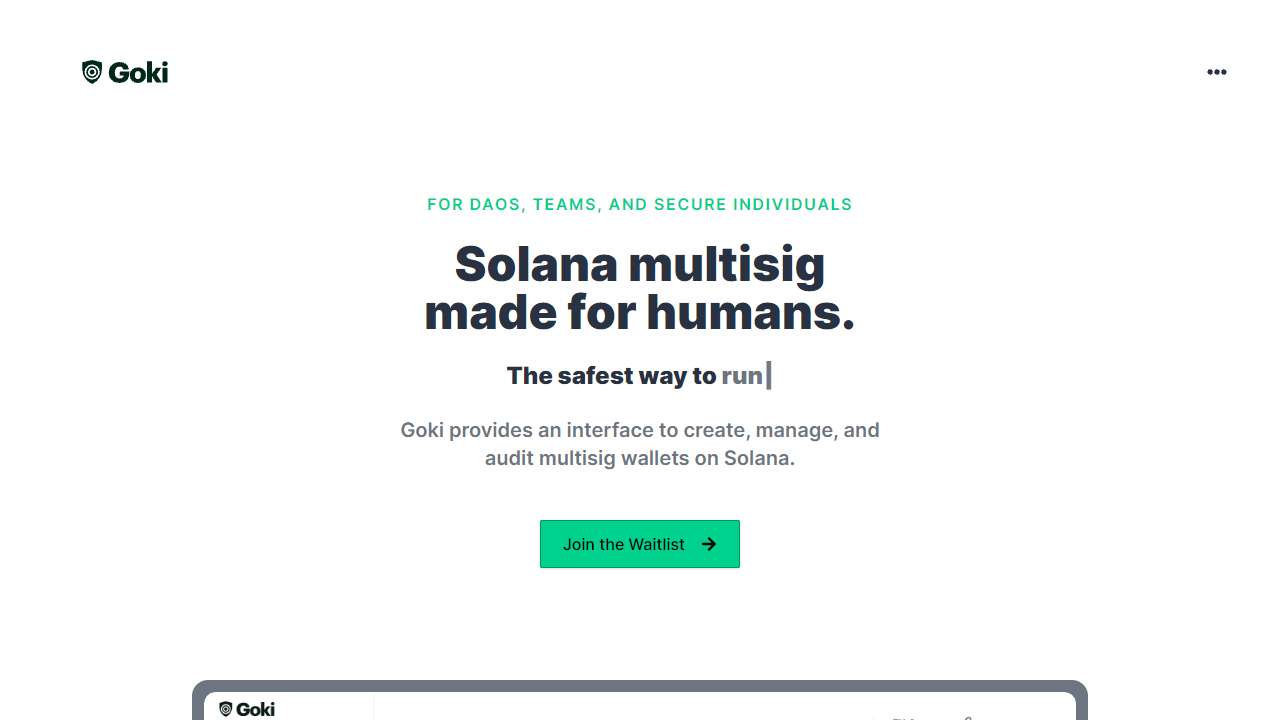 Goki
FOR DAOS, TEAMS, AND SECURE INDIVIDUALS
Solana multisig
made for humans.
The safest way to run
Goki provides an interface to create, manage, and
audit multisig wallets on Solana.
Join the Waitlist
Goki